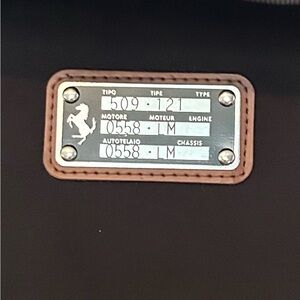 TIPO TIPE TYPE
509 · 121
MOTORE MOTEUR ENGINE
0558 · LM
AUTOTELAIO CHASSIS
0558 · LM